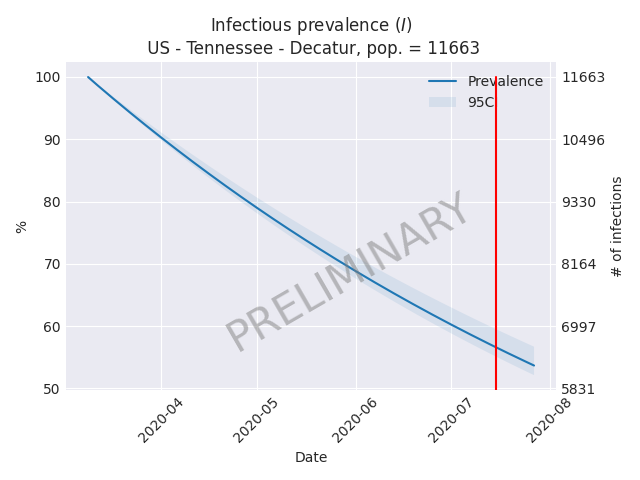 Infectious prevalence (I)
US - Tennessee - Decatur, pop. = 11663
100
90
80
70
60
50
%
11663
10496
9330
8164
6997
5831
# of infections
Prevalence
95C
PRELIMINARY
2020-04
2020-05
2020-06
2020-07
2020-08
Date